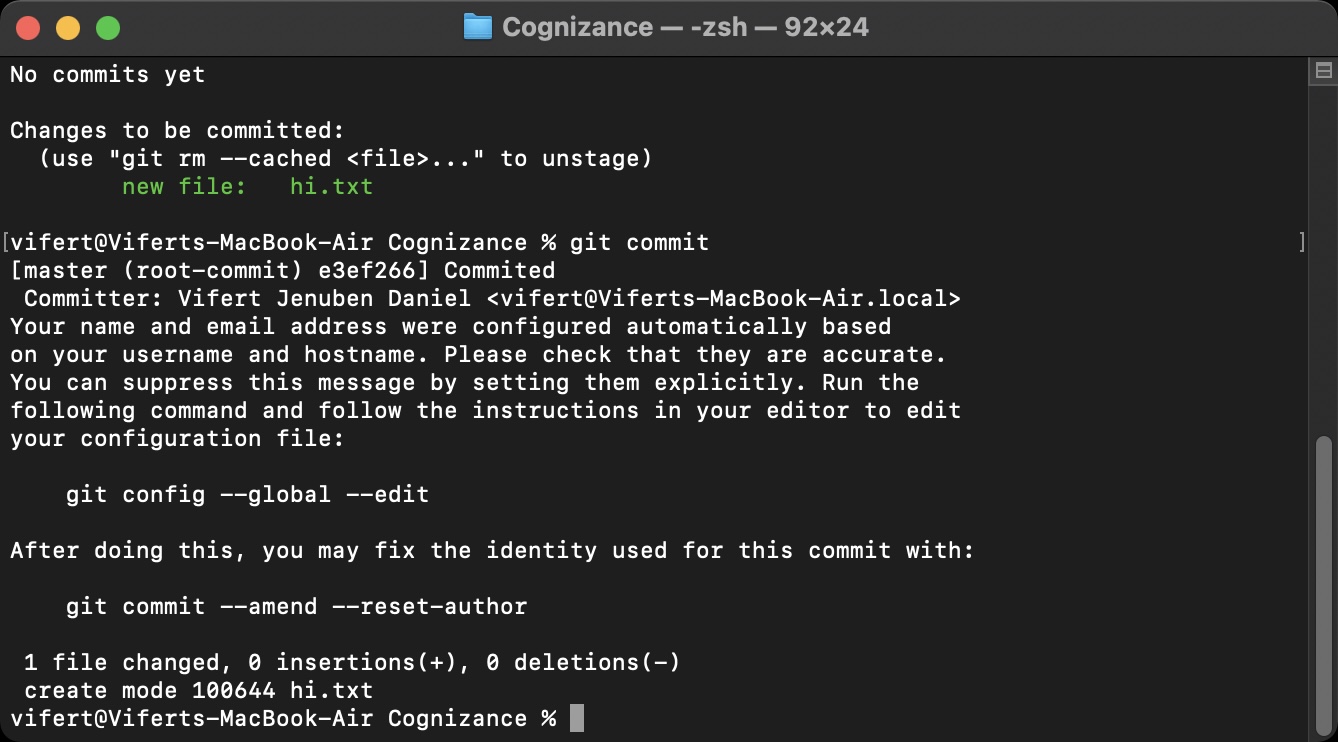 Cognizance — -zsh — 92×24
No commits yet
Changes to be committed:
  (use "git rm --cached <file>..." to unstage)
        new file:   hi.txt
[vifert@Viferts-MacBook-Air Cognizance % git commit ]
[master (root-commit) e3ef266] Commited
 Committer: Vifert Jenuben Daniel <vifert@Viferts-MacBook-Air.local>
Your name and email address were configured automatically based
on your username and hostname. Please check that they are accurate.
You can suppress this message by setting them explicitly. Run the
following command and follow the instructions in your editor to edit
your configuration file:
    git config --global --edit
After doing this, you may fix the identity used for this commit with:
    git commit --amend --reset-author
 1 file changed, 0 insertions(+), 0 deletions(-)
 create mode 100644 hi.txt
vifert@Viferts-MacBook-Air Cognizance %